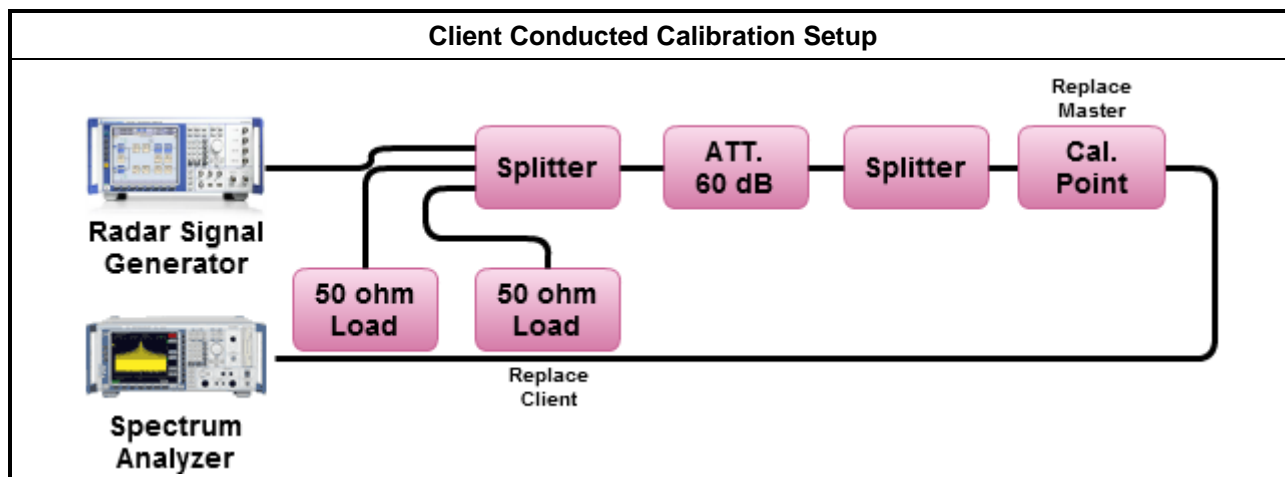 Client Conducted Calibration Setup
Replace
Master
Splitter
ATT.
60 dB
Splitter
Cal.
Point
Radar Signal
Generator
50 ohm
Load
50 ohm
Load
Replace
Client
Spectrum
Analyzer